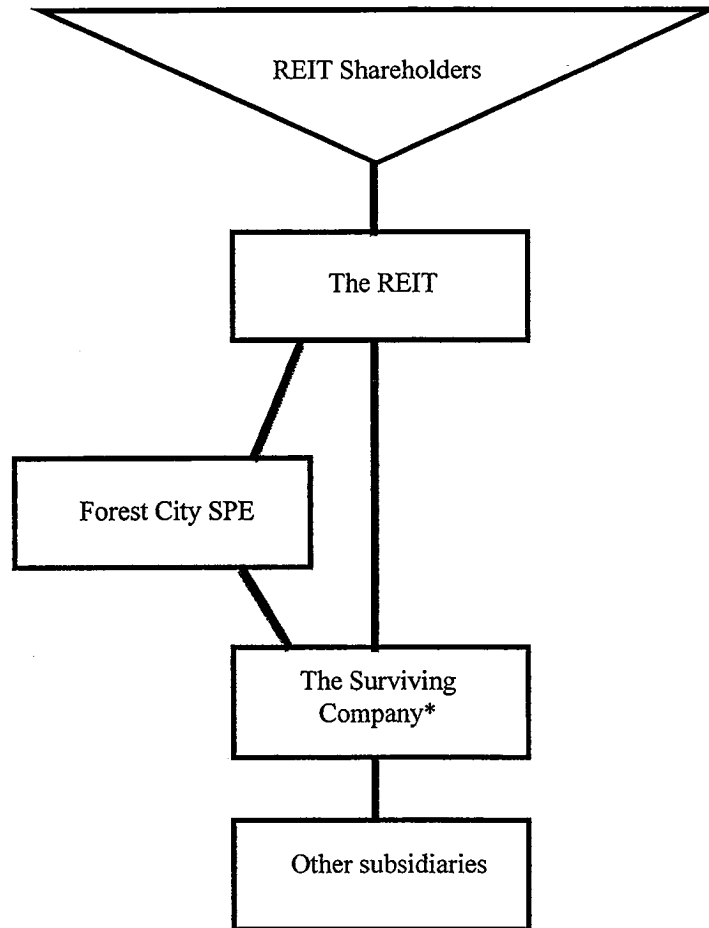 REIT Shareholders
The REIT
Forest City SPE
The Surviving
Company*
Other subsidiaries